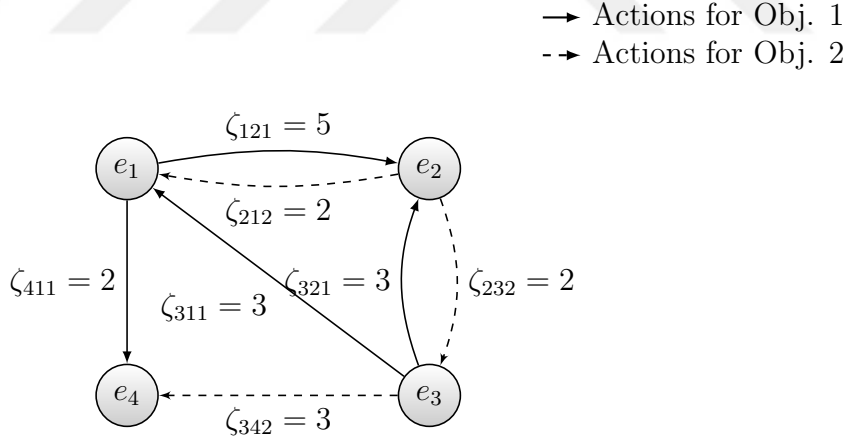 Actions for Obj. 1
Actions for Obj. 2
ζ₁₂₁ = 5
e₁
e₂
ζ₂₁₂ = 2
ζ₄₁₁ = 2
ζ₃₁₁ = 3
ζ₃₂₁ = 3
ζ₂₃₂ = 2
e₄
e₃
ζ₃₄₂ = 3